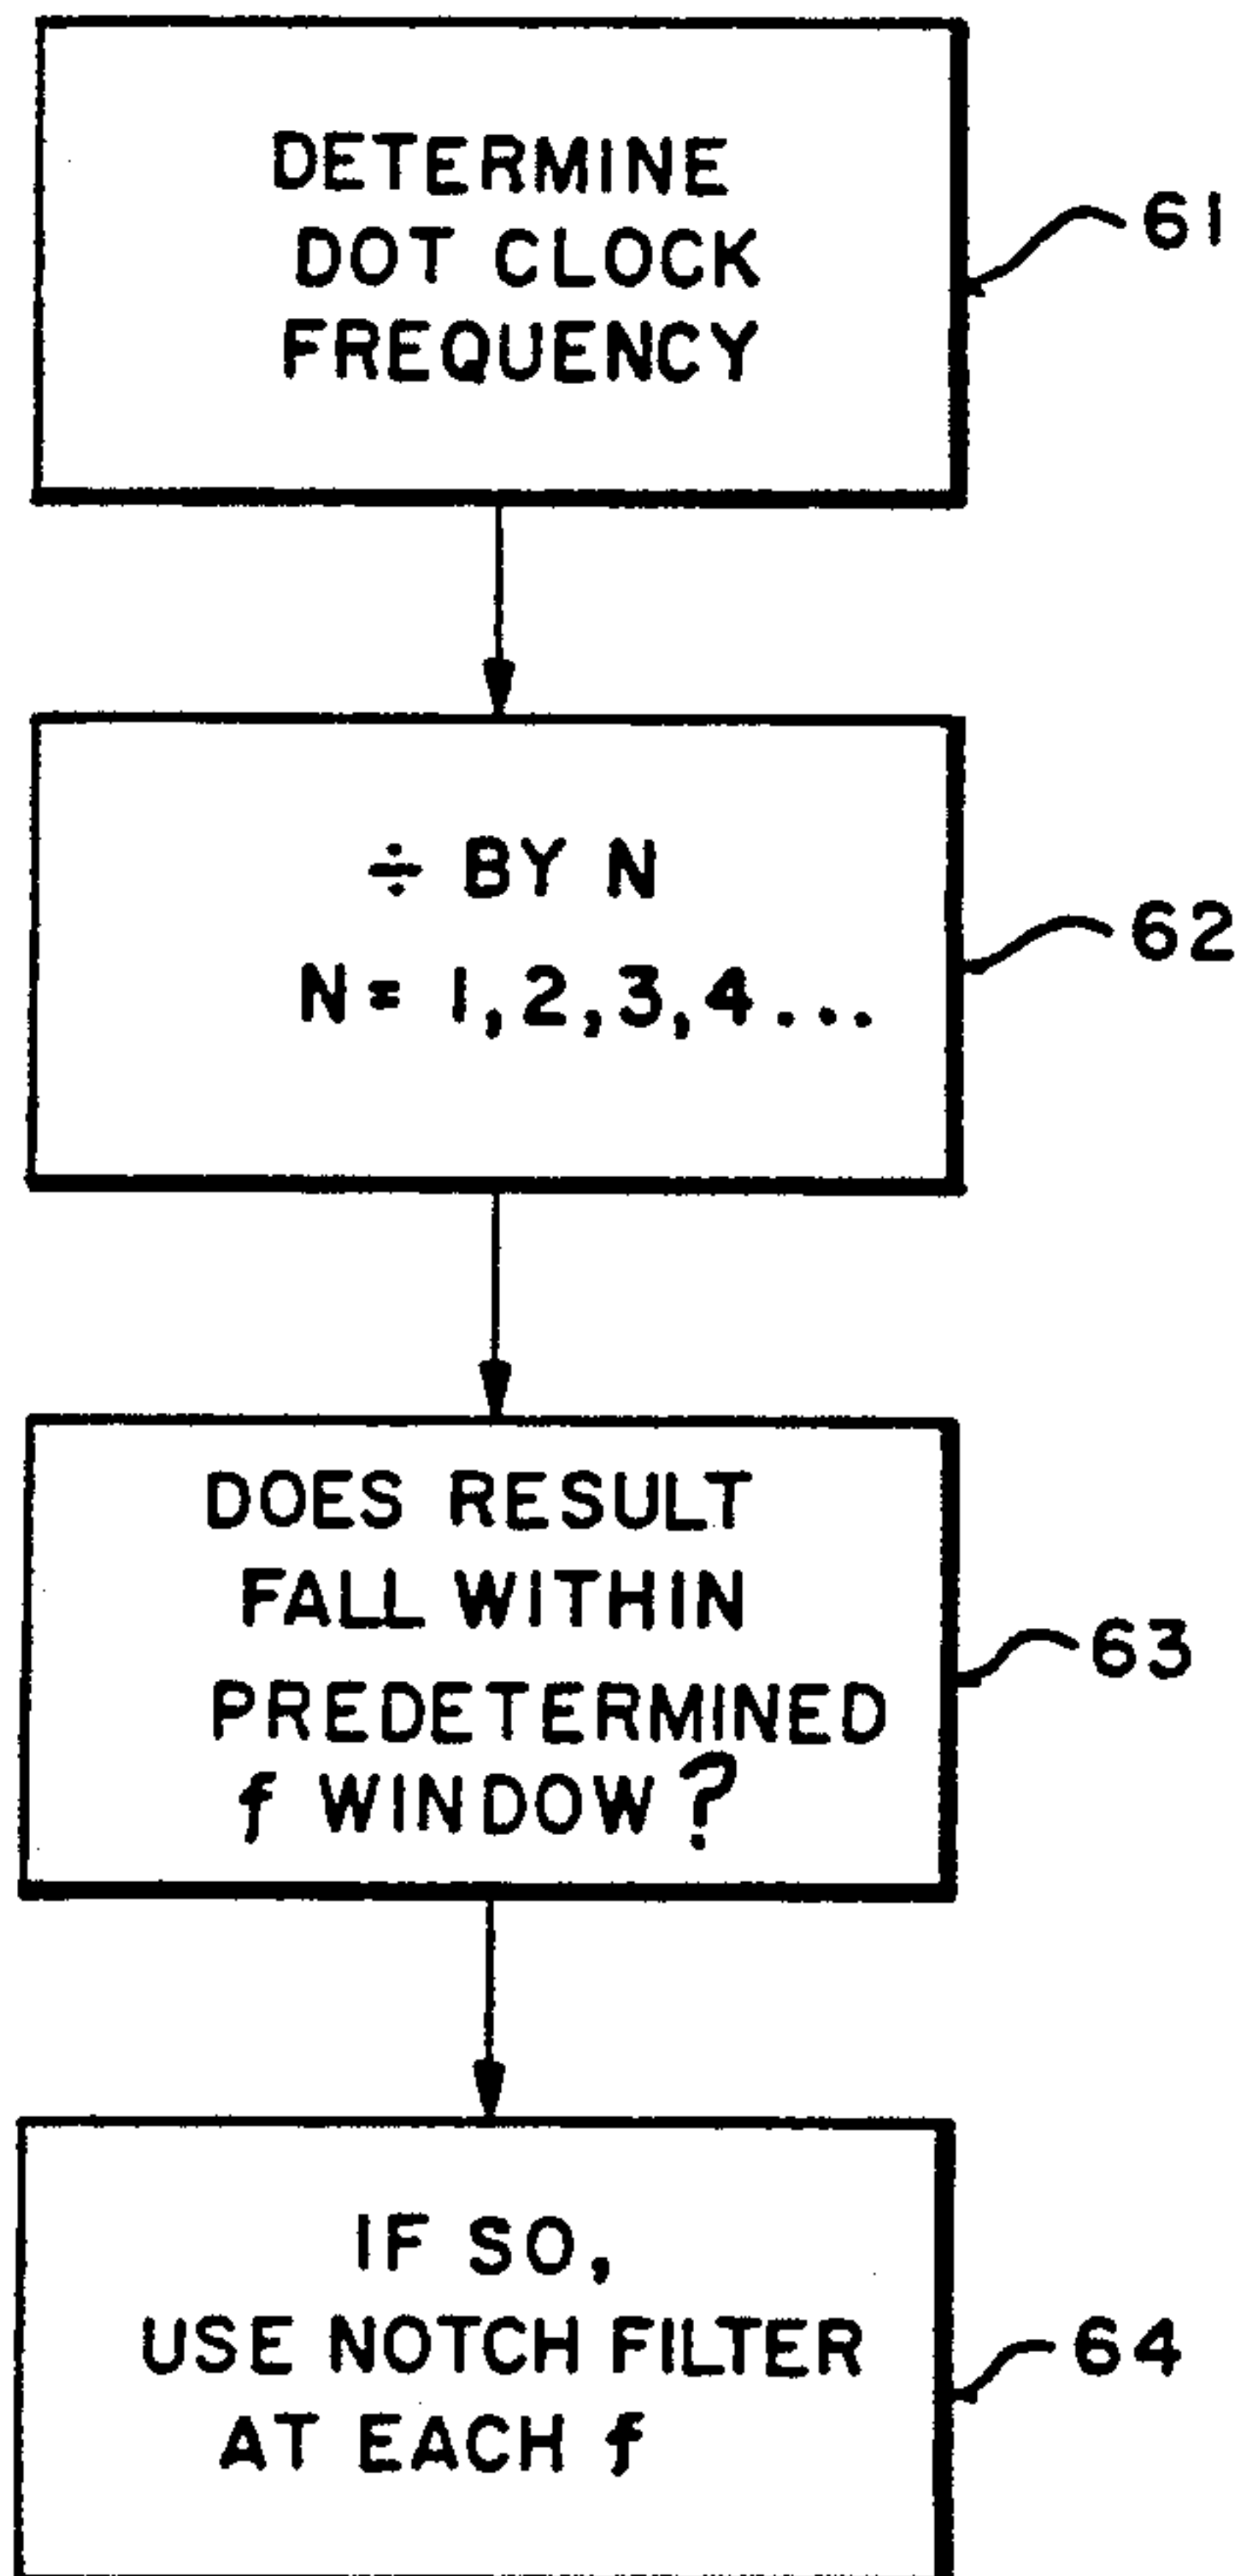 DETERMINE
DOT CLOCK
FREQUENCY
61
÷ BY N
N = 1,2,3,4...
62
DOES RESULT
FALL WITHIN
PREDETERMINED
f WINDOW?
63
IF SO,
USE NOTCH FILTER
AT EACH f
64